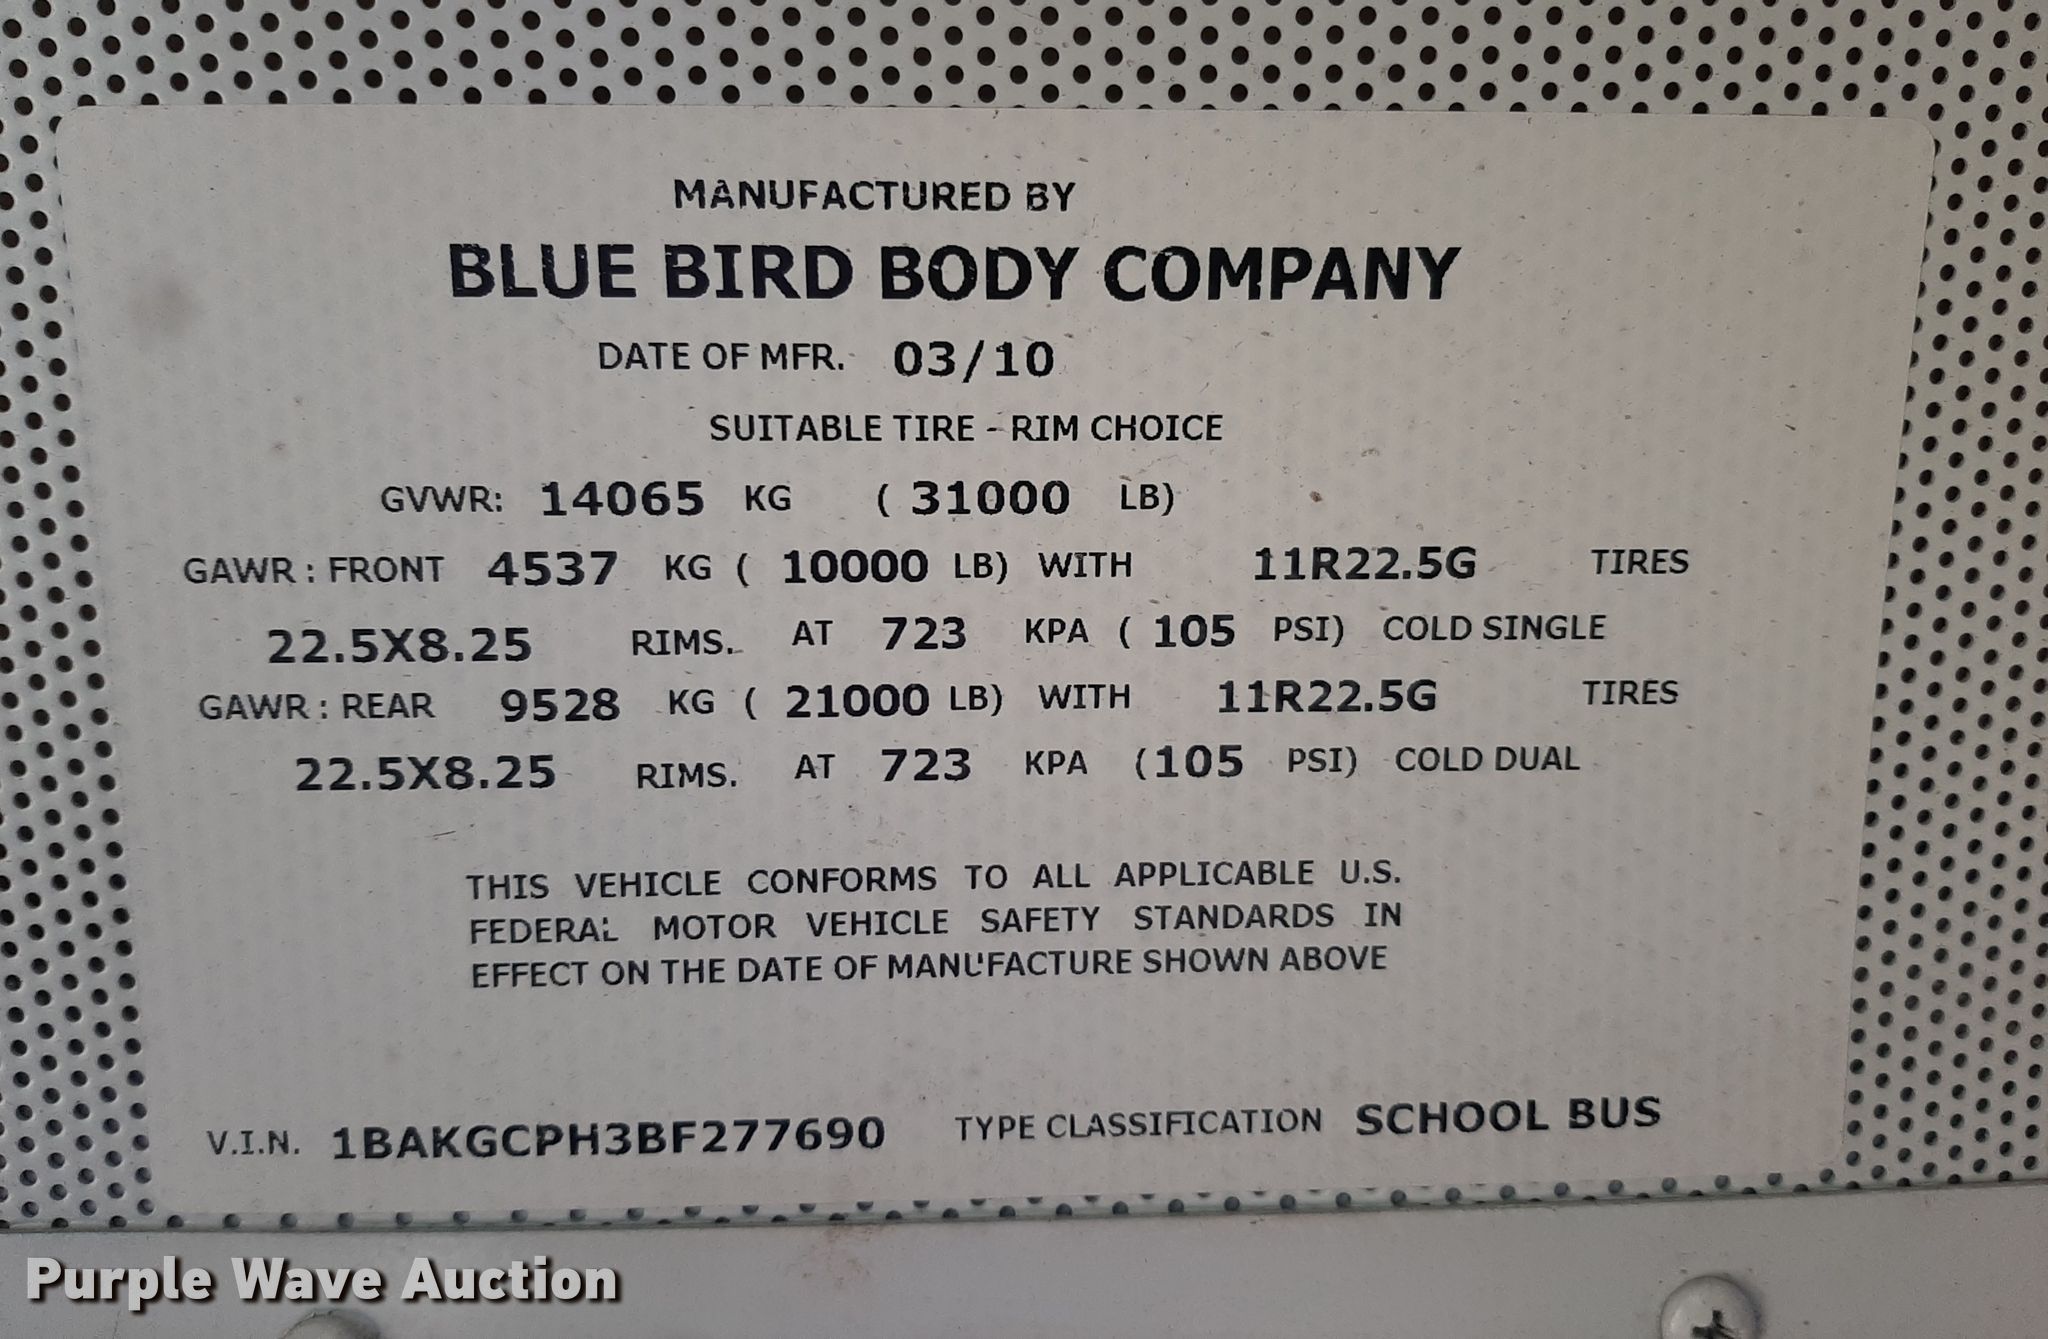 MANUFACTURED BY
BLUE BIRD BODY COMPANY
DATE OF MFR. 03/10
SUITABLE TIRE - RIM CHOICE
GVWR: 14065 KG ( 31000 LB)
GAWR : FRONT 4537 KG ( 10000 LB) WITH 11R22.5G TIRES
22.5X8.25 RIMS. AT 723 KPA ( 105 PSI) COLD SINGLE
GAWR : REAR 9528 KG ( 21000 LB) WITH 11R22.5G TIRES
22.5X8.25 RIMS. AT 723 KPA (105 PSI) COLD DUAL
THIS VEHICLE CONFORMS TO ALL APPLICABLE U.S.
FEDERAL MOTOR VEHICLE SAFETY STANDARDS IN
EFFECT ON THE DATE OF MANUFACTURE SHOWN ABOVE
V.I.N. 1BAKGCPH3BF277690 TYPE CLASSIFICATION SCHOOL BUS
Purple Wave Auction